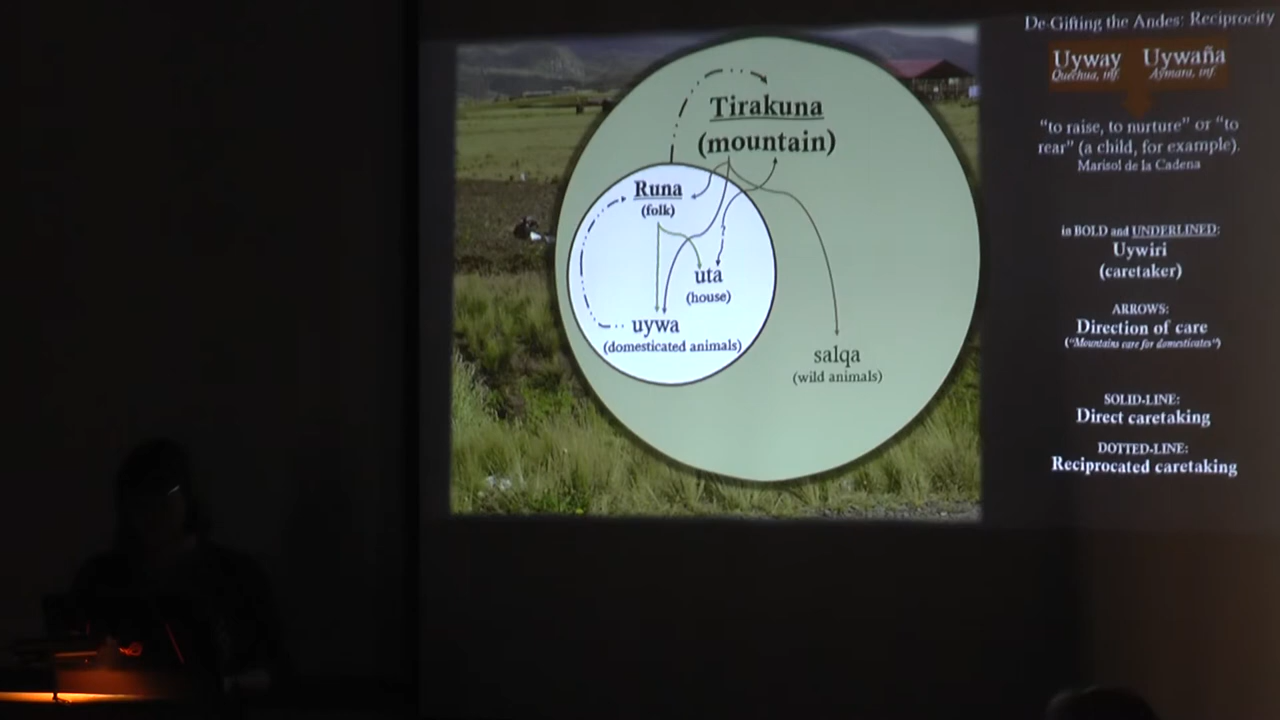 De-Gifting the Andes: Reciprocity
Uyway Uywaña
Quechua, inf. Aymara, inf.
"to raise, to nurture" or "to
rear" (a child, for example).
Marisol de la Cadena
in BOLD and UNDERLINED:
Uywiri
(caretaker)
ARROWS:
Direction of care
("Mountains care for domesticates")
SOLID-LINE:
Direct caretaking
DOTTED-LINE:
Reciprocated caretaking
Tirakuna
(mountain)
Runa
(folk)
uta
(house)
uywa
(domesticated animals)
salqa
(wild animals)